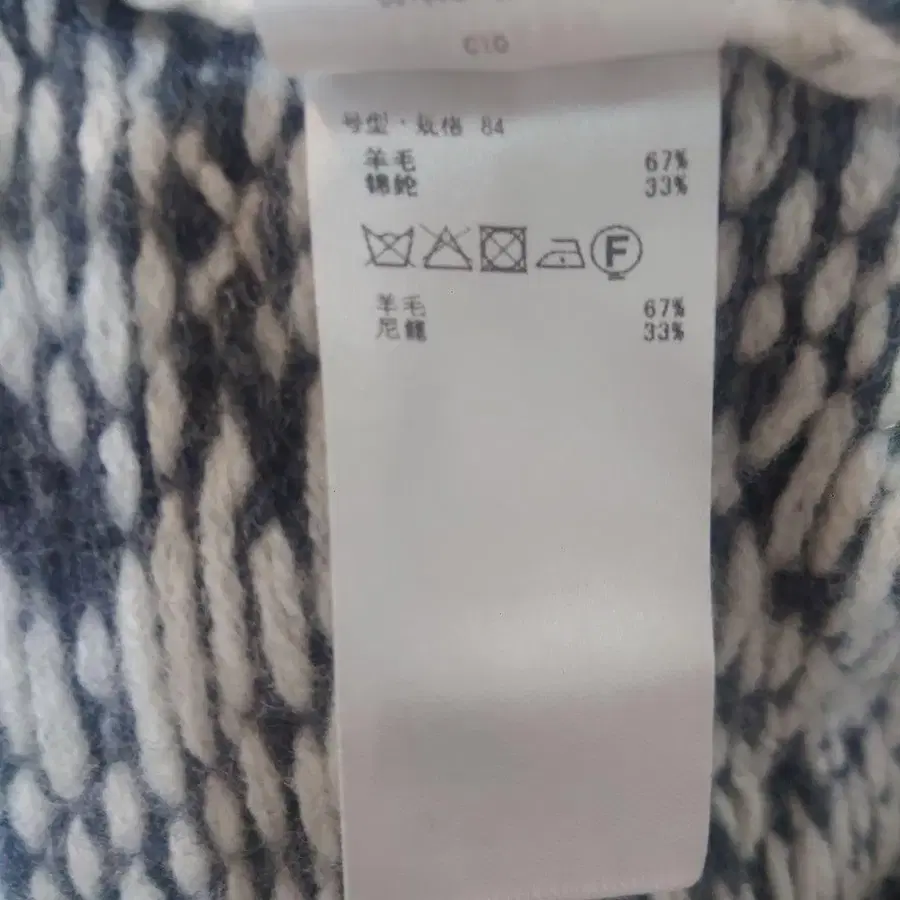 C10
号型·规格 84
羊毛 67%
锦纶 33%
F
羊毛 67%
尼龍 33%